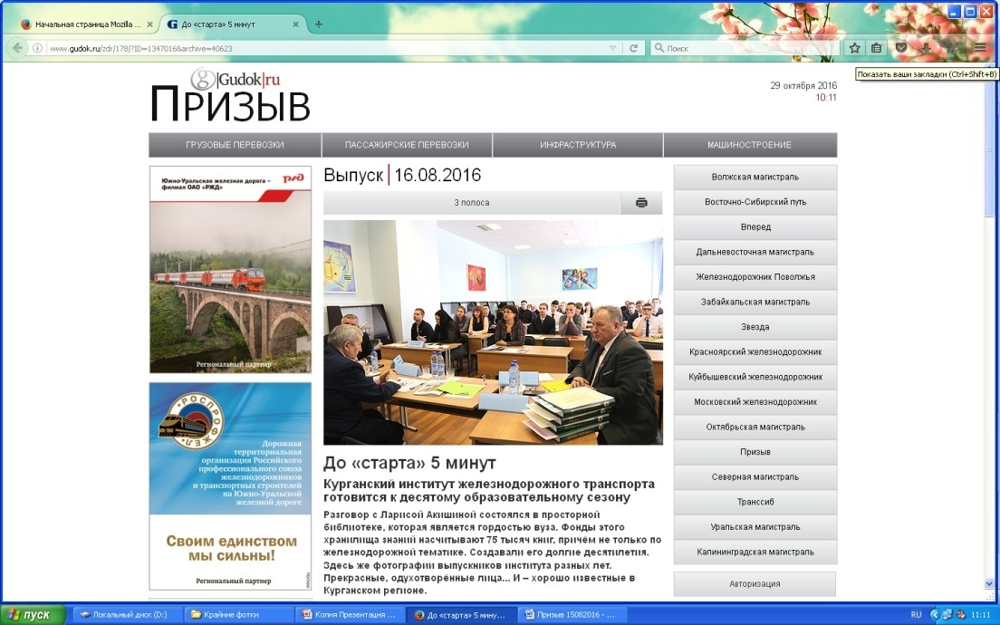 Начальная страница Mozilla ...
До «старта» 5 минут
www.gudok.ru/zdr/178/?ID=1347016&archive=40623
Поиск
Показать ваши закладки (Ctrl+Shift+B)
g|Gudok|ru
Призыв
29 октября 2016
10:11
ГРУЗОВЫЕ ПЕРЕВОЗКИ
ПАССАЖИРСКИЕ ПЕРЕВОЗКИ
ИНФРАСТРУКТУРА
МАШИНОСТРОЕНИЕ
Южно-Уральская железная дорога –
филиал ОАО «РЖД»
ржд
Региональный партнер
РОСПРОФЖЕЛ
Дорожная
территориальная
организация Российского
профессионального союза
железнодорожников
и транспортных строителей
на Южно-Уральской
железной дороге
Своим единством
мы сильны!
Региональный партнер
Выпуск | 16.08.2016
3 полоса
До «старта» 5 минут
Курганский институт железнодорожного транспорта
готовится к десятому образовательному сезону
Разговор с Ларисой Акишиной состоялся в просторной
библиотеке, которая является гордостью вуза. Фонды этого
хранилища знаний насчитывают 75 тысяч книг, причём не только по
железнодорожной тематике. Создавали его долгие десятилетия.
Здесь же фотографии выпускников института разных лет.
Прекрасные, одухотворённые лица... И – хорошо известные в
Курганском регионе.
Волжская магистраль
Восточно-Сибирский путь
Вперед
Дальневосточная магистраль
Железнодорожник Поволжья
Забайкальская магистраль
Звезда
Красноярский железнодорожник
Куйбышевский железнодорожник
Московский железнодорожник
Октябрьская магистраль
Призыв
Северная магистраль
Транссиб
Уральская магистраль
Калининградская магистраль
Авторизация
пуск
Локальный диск (D:)
Крайние фотки
Копия Презентация ...
До «старта» 5 мину...
Призыв 15082016 - ...
RU
11:11